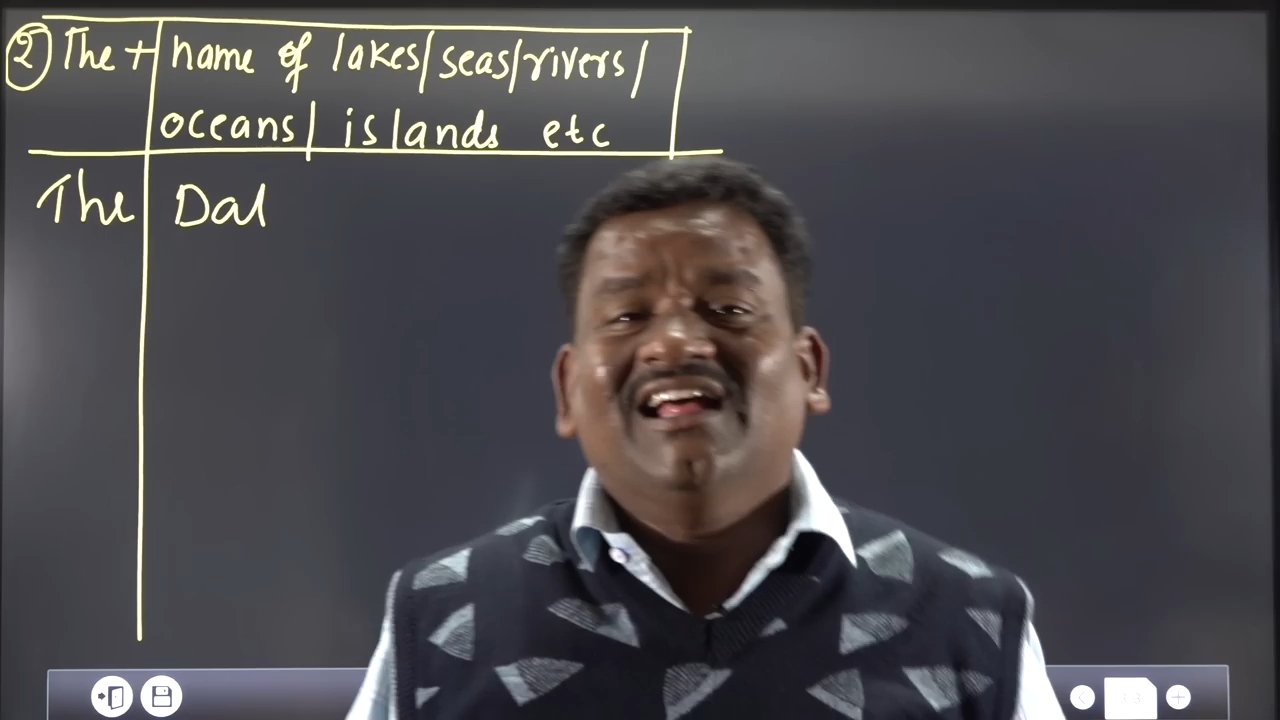 ② The + name of lakes/seas/rivers/
oceans/ islands etc
The Dal